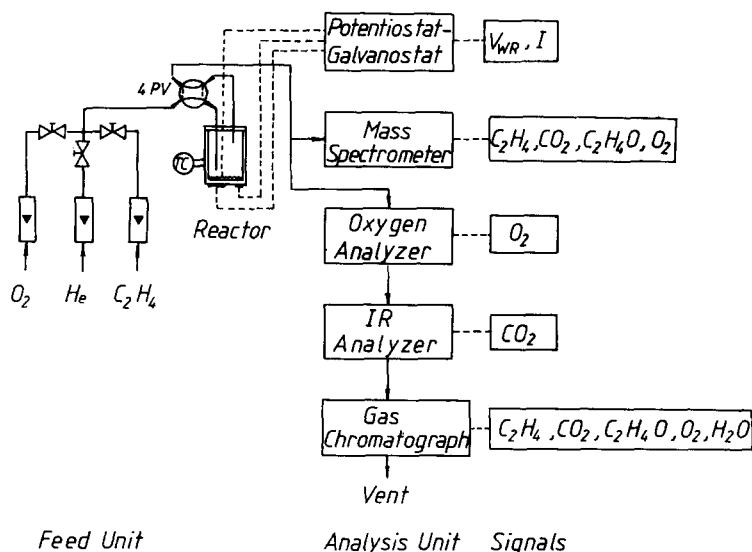 Potentiostat-
Galvanostat
V_WR, I
4 PV
Mass
Spectrometer
C₂H₄, CO₂, C₂H₄O, O₂
TC
Reactor
Oxygen
Analyzer
O₂
O₂
He
C₂H₄
IR
Analyzer
CO₂
Gas
Chromatograph
C₂H₄, CO₂, C₂H₄O, O₂, H₂O
Vent
Feed Unit
Analysis Unit
Signals